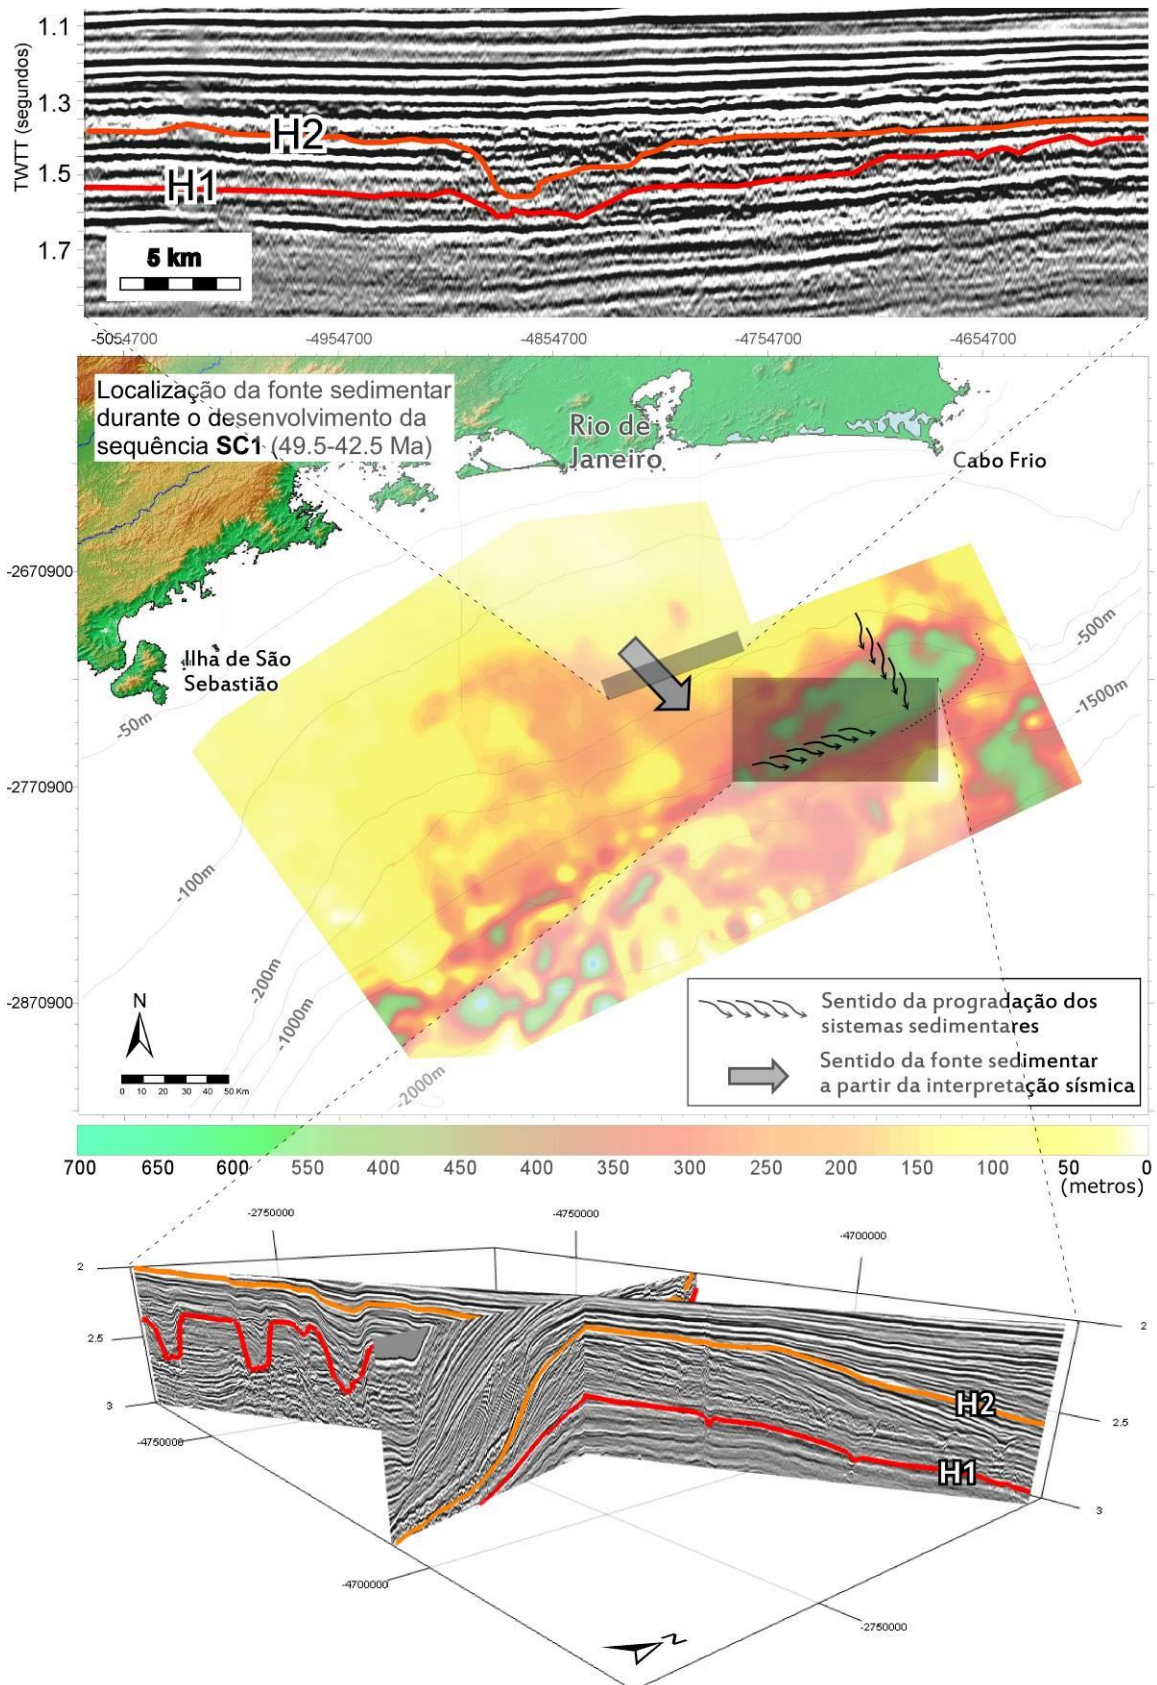 1.1
1.3
1.5
1.7
TWTT (segundos)
H2
H1
5 km
-5054700
-4954700
-4854700
-4754700
-4654700
Localização da fonte sedimentar
durante o desenvolvimento da
sequência SC1 (49.5-42.5 Ma)
Rio de
Janeiro
Cabo Frio
-2670900
-2770900
-2870900
Ilha de São
Sebastião
-50m
-100m
-200m
-1000m
-2000m
-500m
-1500m
N
0 10 20 30 40 50 Km
Sentido da progradação dos
sistemas sedimentares
Sentido da fonte sedimentar
a partir da interpretação sísmica
700 650 600 550 500 450 400 350 300 250 200 150 100 50 0
(metros)
-2750000
-4750000
-4700000
2
2.5
3
2
2.5
3
H2
H1
-4750000
-4700000
-2750000
N